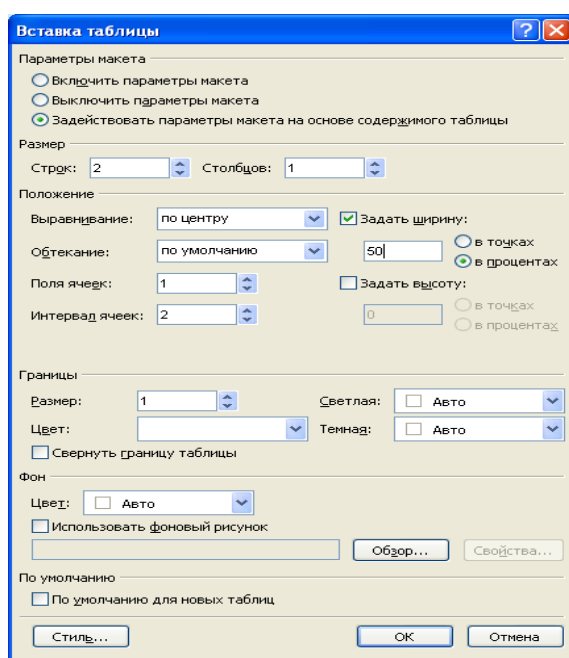 Вставка таблицы
Параметры макета
Включить параметры макета
Выключить параметры макета
Задействовать параметры макета на основе содержимого таблицы
Размер
Строк: 2 Столбцов: 1
Положение
Выравнивание: по центру Задать ширину:
Обтекание: по умолчанию 50 в точках
в процентах
Поля ячеек: 1 Задать высоту:
Интервал ячеек: 2 0 в точках
в процентах
Границы
Размер: 1 Светлая: Авто
Цвет: Темная: Авто
Свернуть границу таблицы
Фон
Цвет: Авто
Использовать фоновый рисунок
Обзор... Свойства...
По умолчанию
По умолчанию для новых таблиц
Стиль... ОК Отмена